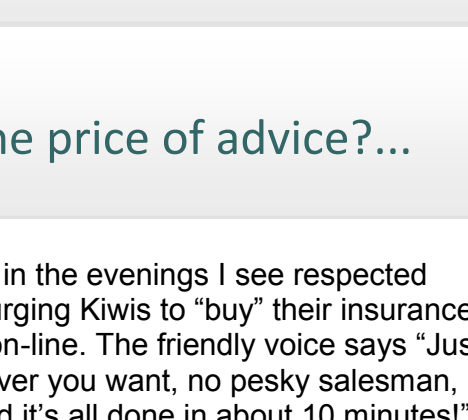 he price of advice?...
in the evenings I see respected
urging Kiwis to “buy” their insurance
on-line. The friendly voice says “Jus
ver you want, no pesky salesman,
d it’s all done in about 10 minutes!”